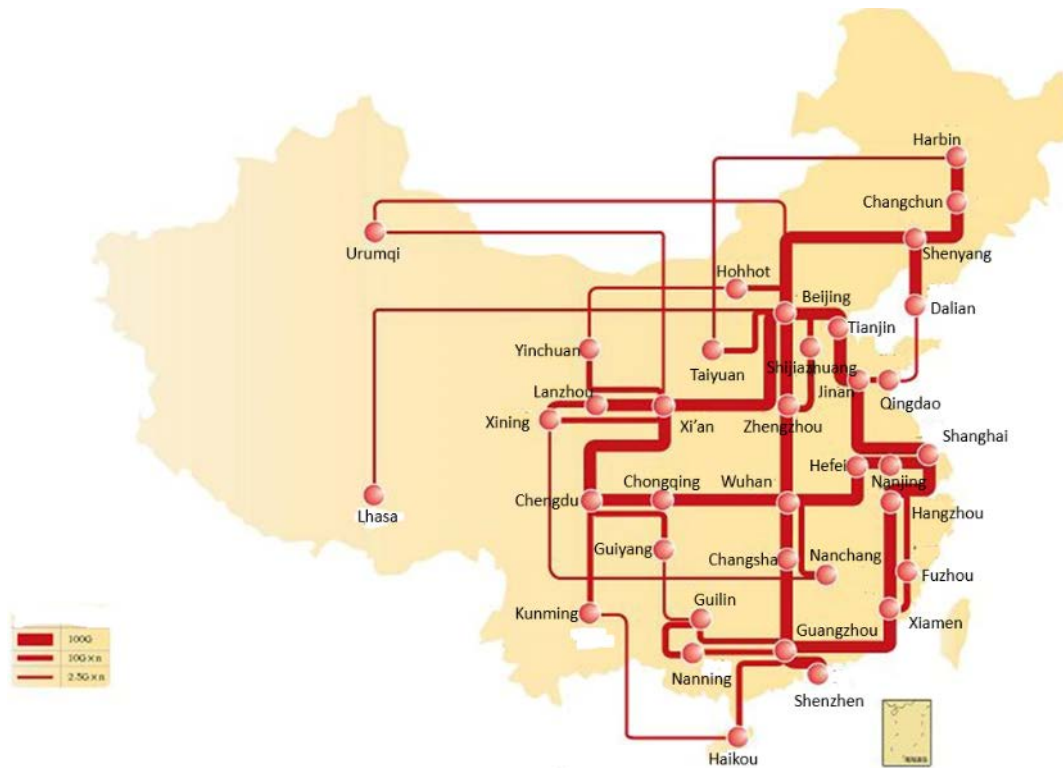 Harbin
Changchun
Urumqi
Shenyang
Hohhot
Beijing
Dalian
Tianjin
Yinchuan
Taiyuan
Shijiazhuang
Jinan
Qingdao
Lanzhou
Xining
Xi'an
Zhengzhou
Shanghai
Hefei
Nanjing
Chongqing
Wuhan
Chengdu
Hangzhou
Lhasa
Guiyang
Changsha
Nanchang
Fuzhou
Kunming
Guilin
Guangzhou
Xiamen
Nanning
Shenzhen
Haikou
100G
10G×n
2.5G×n